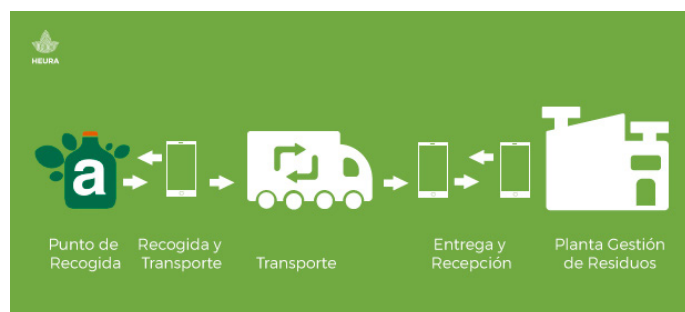 HEURA
a
Punto de
Recogida
Recogida y
Transporte
Transporte
Entrega y
Recepción
Planta Gestión
de Residuos